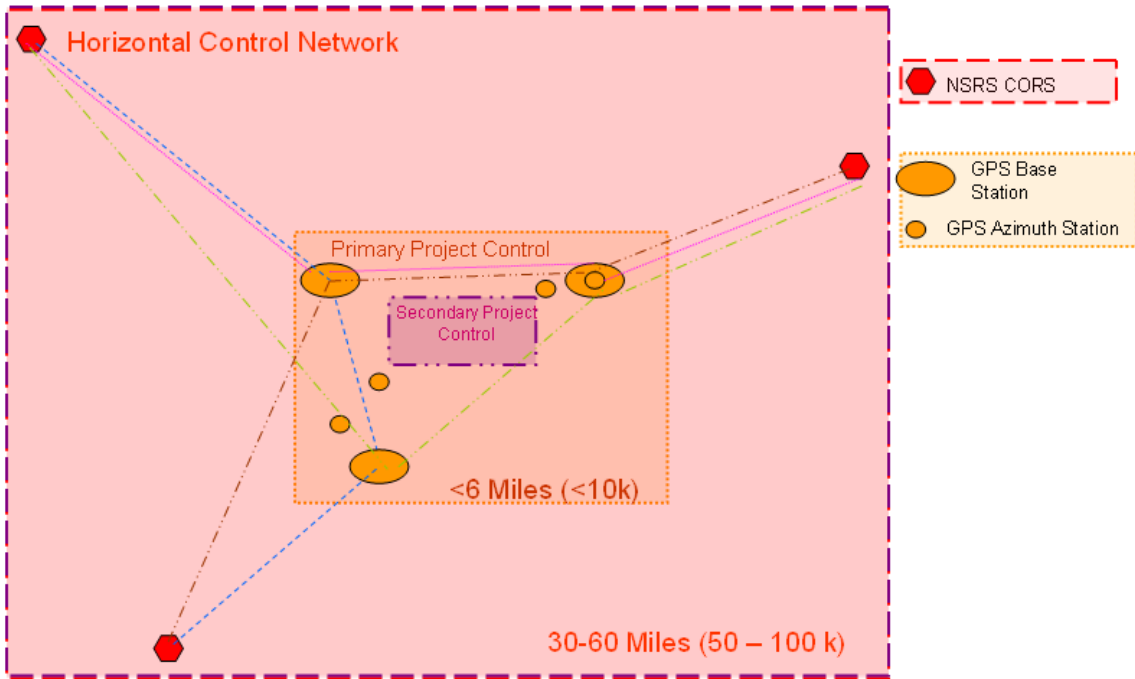 Horizontal Control Network
NSRS CORS
GPS Base
Station
GPS Azimuth Station
Primary Project Control
Secondary Project
Control
<6 Miles (<10k)
30-60 Miles (50 – 100 k)